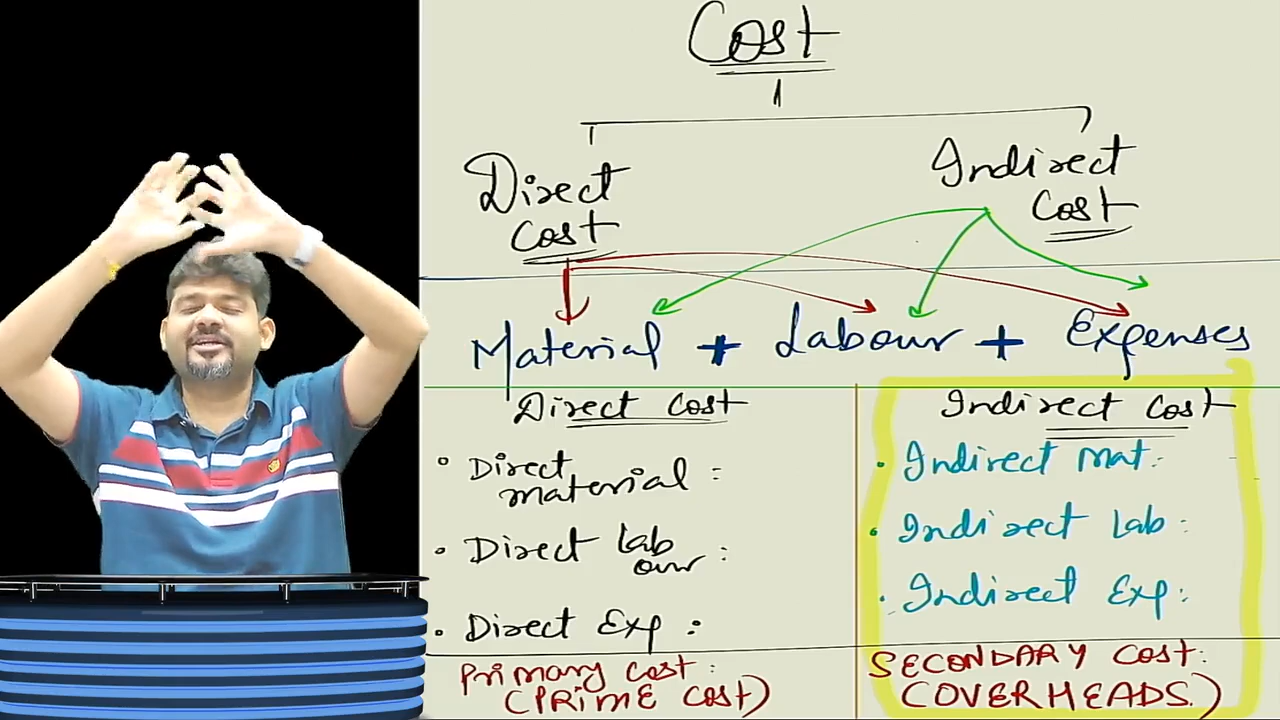 Cost
Direct
Cost
Indirect
Cost
Material + Labour + Expenses
Direct Cost
• Direct
material :
• Direct Lab
our :
• Direct Exp :
Primary Cost :
(PRIME COST)
Indirect Cost
• Indirect Mat :
• Indirect Lab :
• Indirect Exp :
SECONDARY COST :
(OVERHEADS.)